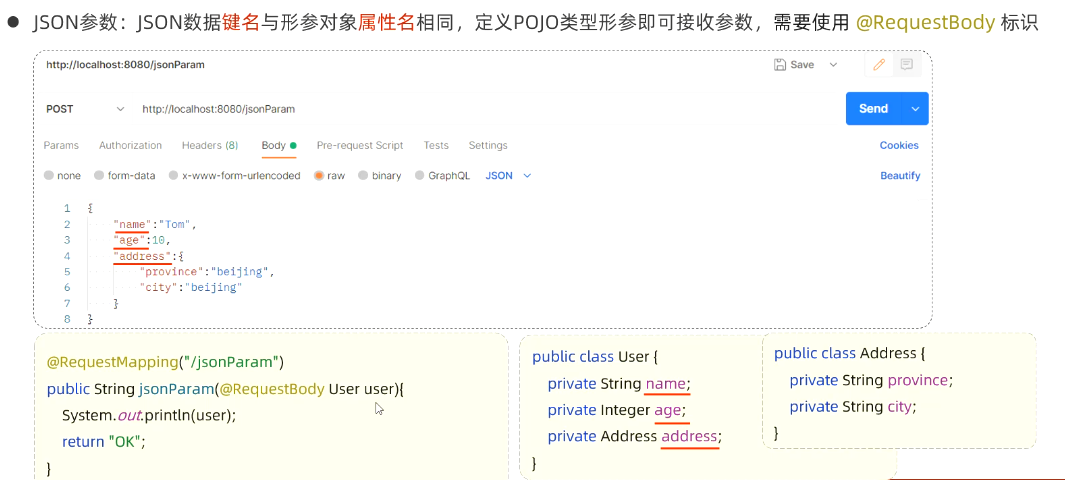 ● JSON参数：JSON数据键名与形参对象属性名相同，定义POJO类型形参即可接收参数，需要使用 @RequestBody 标识
http://localhost:8080/jsonParam Save
POST http://localhost:8080/jsonParam Send
Params Authorization Headers (8) Body Pre-request Script Tests Settings Cookies
none form-data x-www-form-urlencoded raw binary GraphQL JSON Beautify
1 {
2 "name":"Tom",
3 "age":10,
4 "address":{
5 "province":"beijing",
6 "city":"beijing"
7 }
8 }
@RequestMapping("/jsonParam")
public String jsonParam(@RequestBody User user){
System.out.println(user);
return "OK";
}
public class User {
private String name;
private Integer age;
private Address address;
}
public class Address {
private String province;
private String city;
}